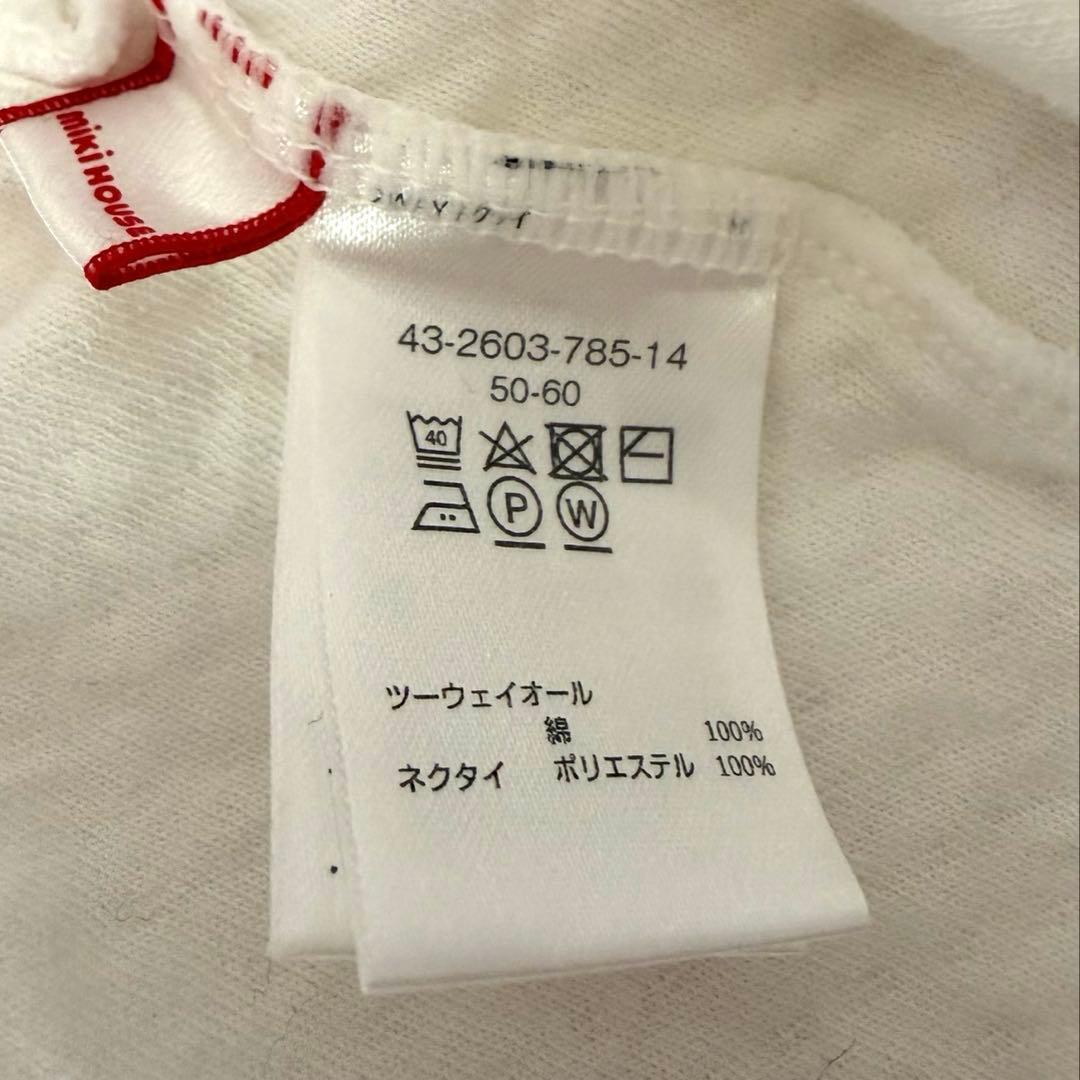 miki HOUSE
43-2603-785-14
50-60
40
P W
ツーウェイオール
綿 100%
ネクタイ ポリエステル 100%